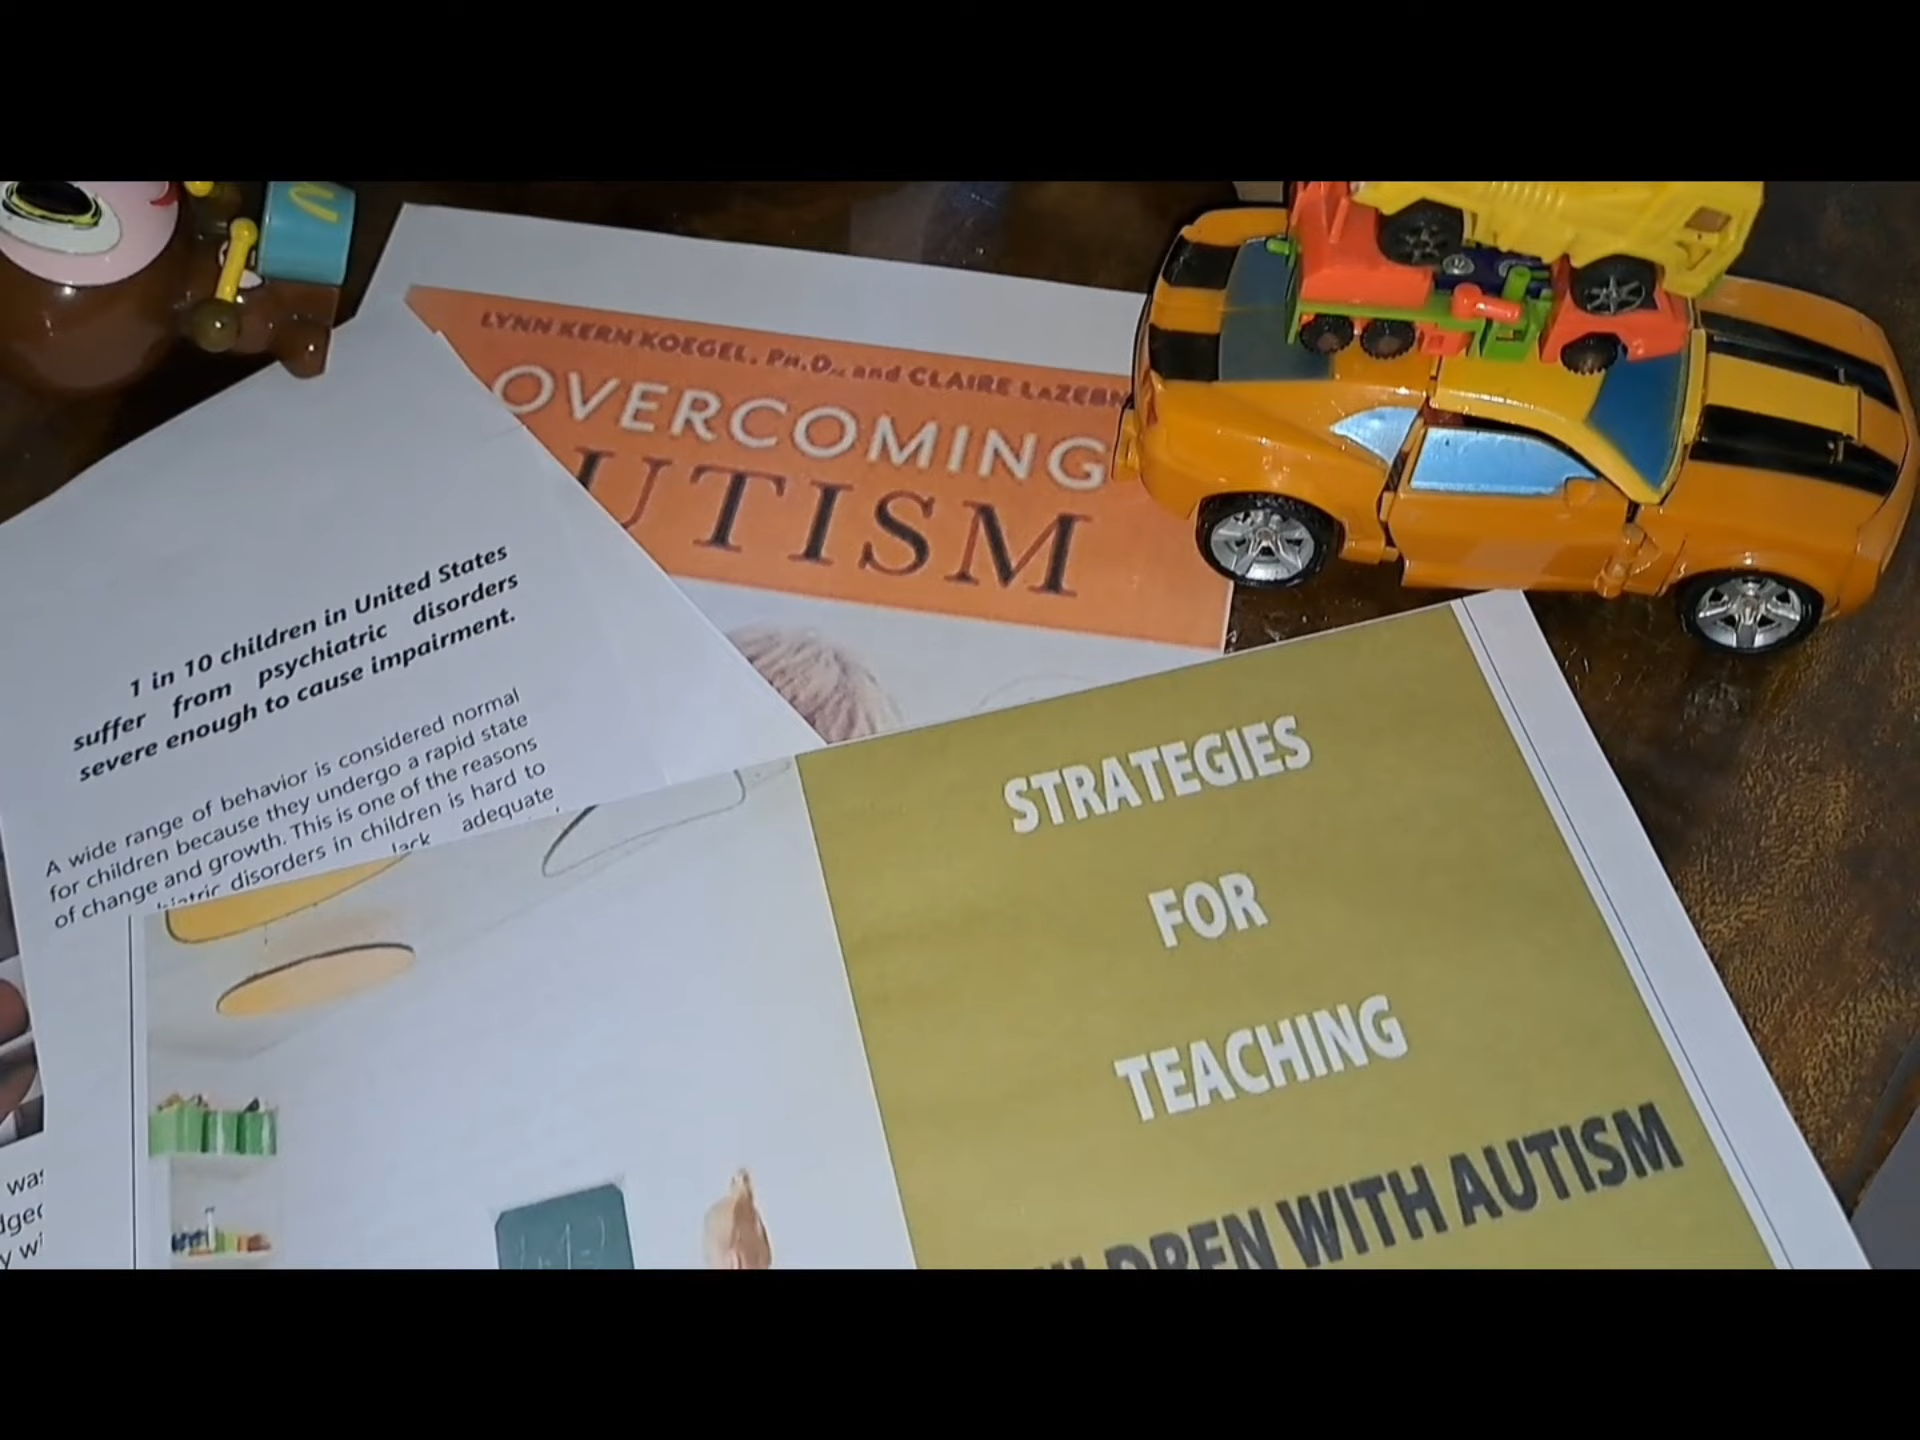 LYNN KERN KOEGEL, PH.D., and CLAIRE LAZEBN
OVERCOMING
UTISM
1 in 10 children in United States
suffer from psychiatric disorders
severe enough to cause impairment.
A wide range of behavior is considered normal
for children because they undergo a rapid state
of change and growth. This is one of the reasons
disorders in children is hard to
lack adequate
STRATEGIES
FOR
TEACHING
WITH AUTISM